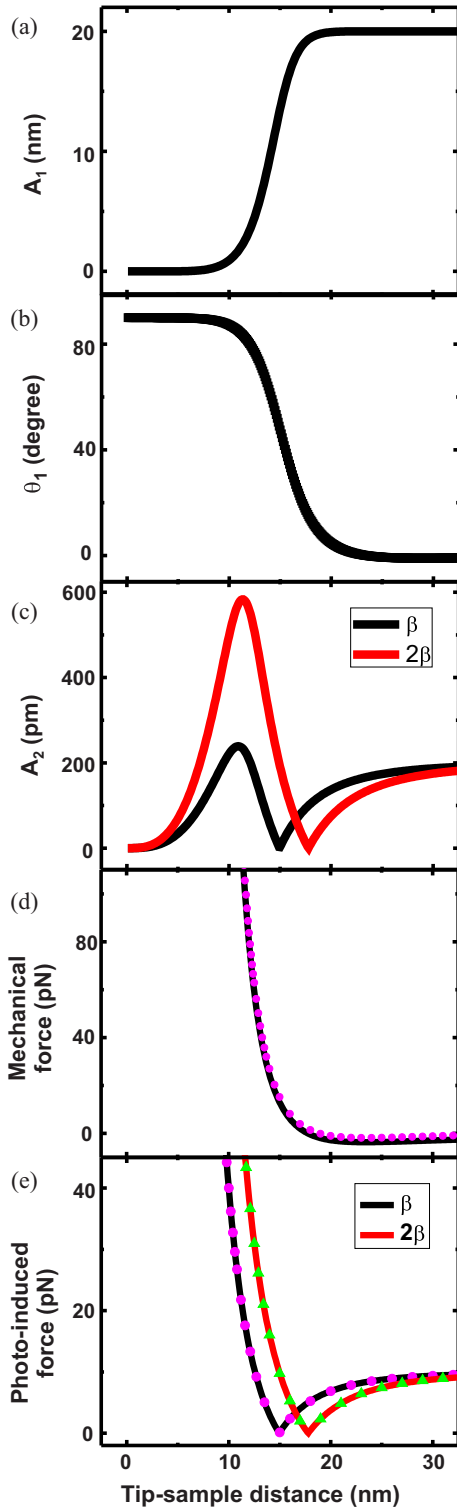 (a)
20
10
0
A₁ (nm)
(b)
80
40
0
θ₁ (degree)
(c)
600
400
200
0
A₂ (pm)
β
2β
(d)
80
40
0
Mechanical
force (pN)
(e)
40
20
0
Photo-induced
force (pN)
β
2β
0 10 20 30
Tip-sample distance (nm)